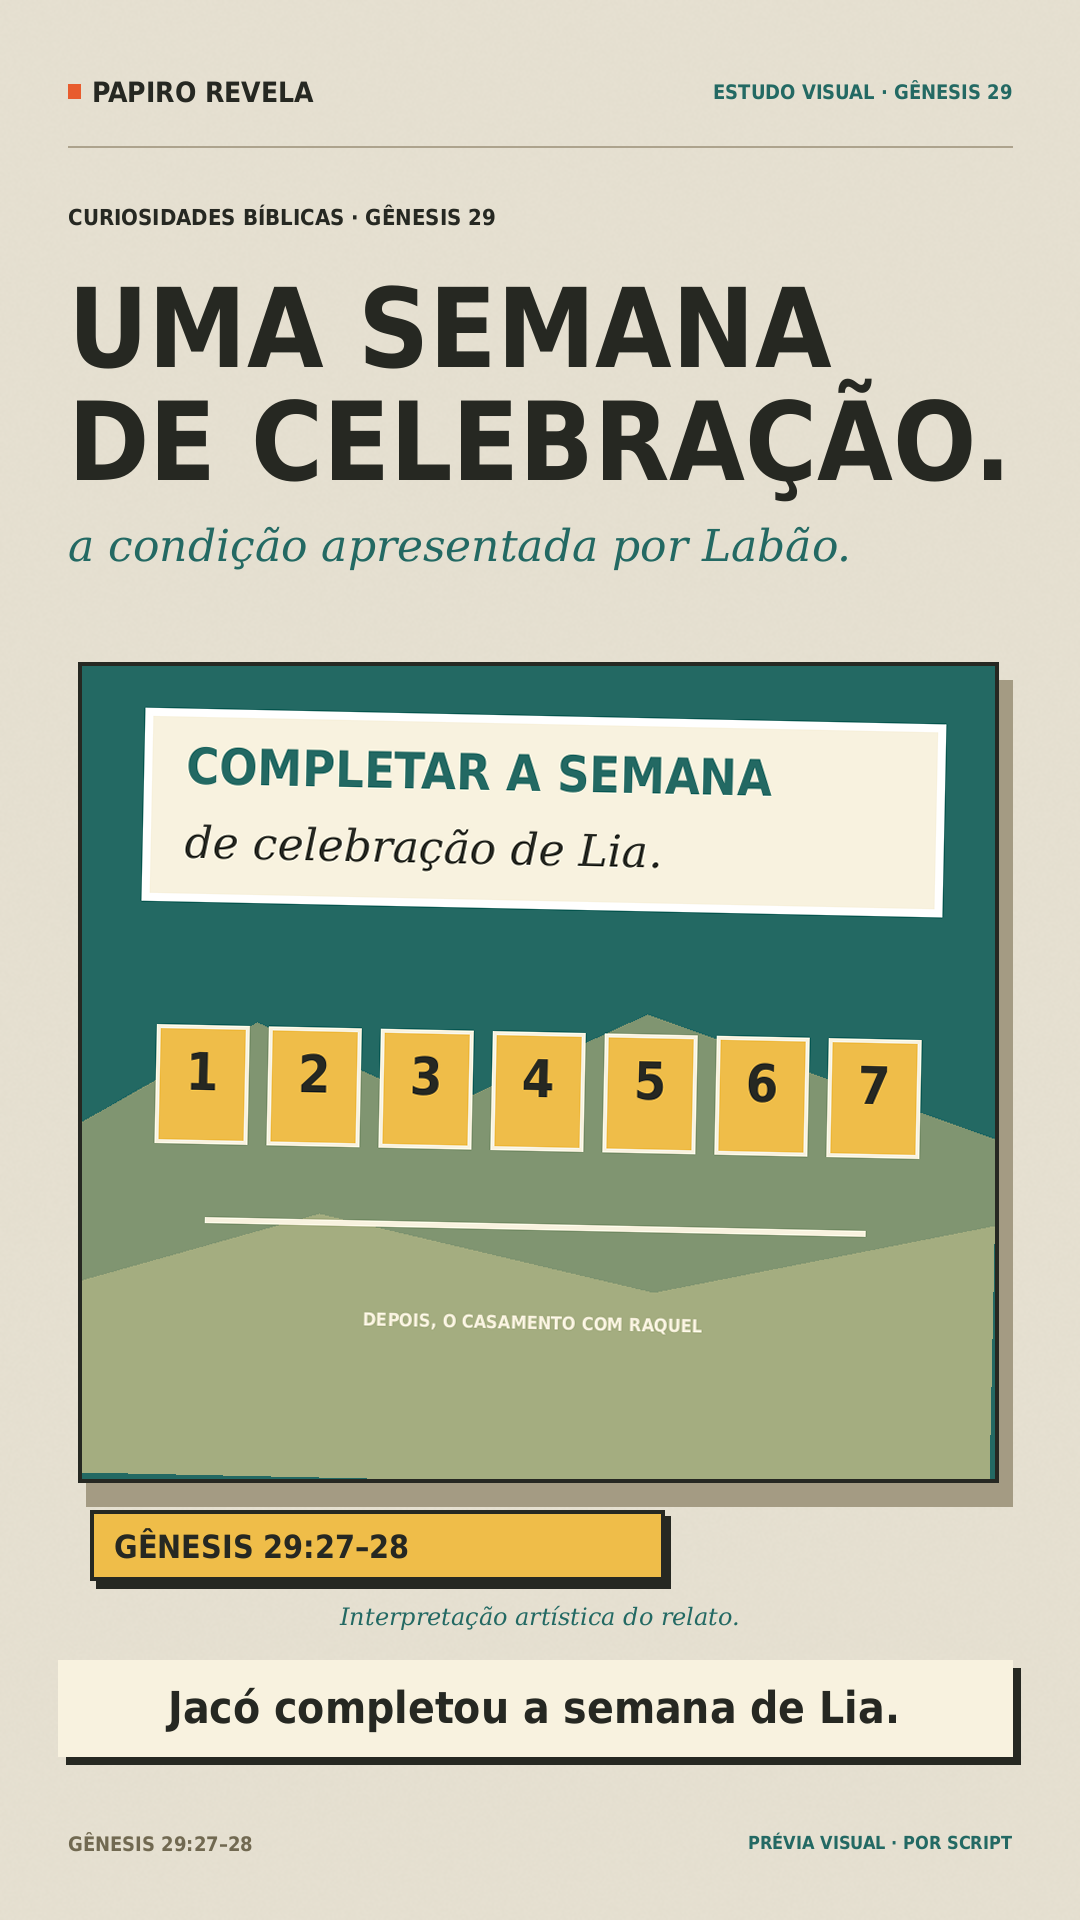 PAPIRO REVELA
ESTUDO VISUAL · GÊNESIS 29
CURIOSIDADES BÍBLICAS · GÊNESIS 29
UMA SEMANA
DE CELEBRAÇÃO.
a condição apresentada por Labão.
COMPLETAR A SEMANA
de celebração de Lia.
1 2 3 4 5 6 7
DEPOIS, O CASAMENTO COM RAQUEL
GÊNESIS 29:27–28
Interpretação artística do relato.
Jacó completou a semana de Lia.
GÊNESIS 29:27–28
PRÉVIA VISUAL · POR SCRIPT